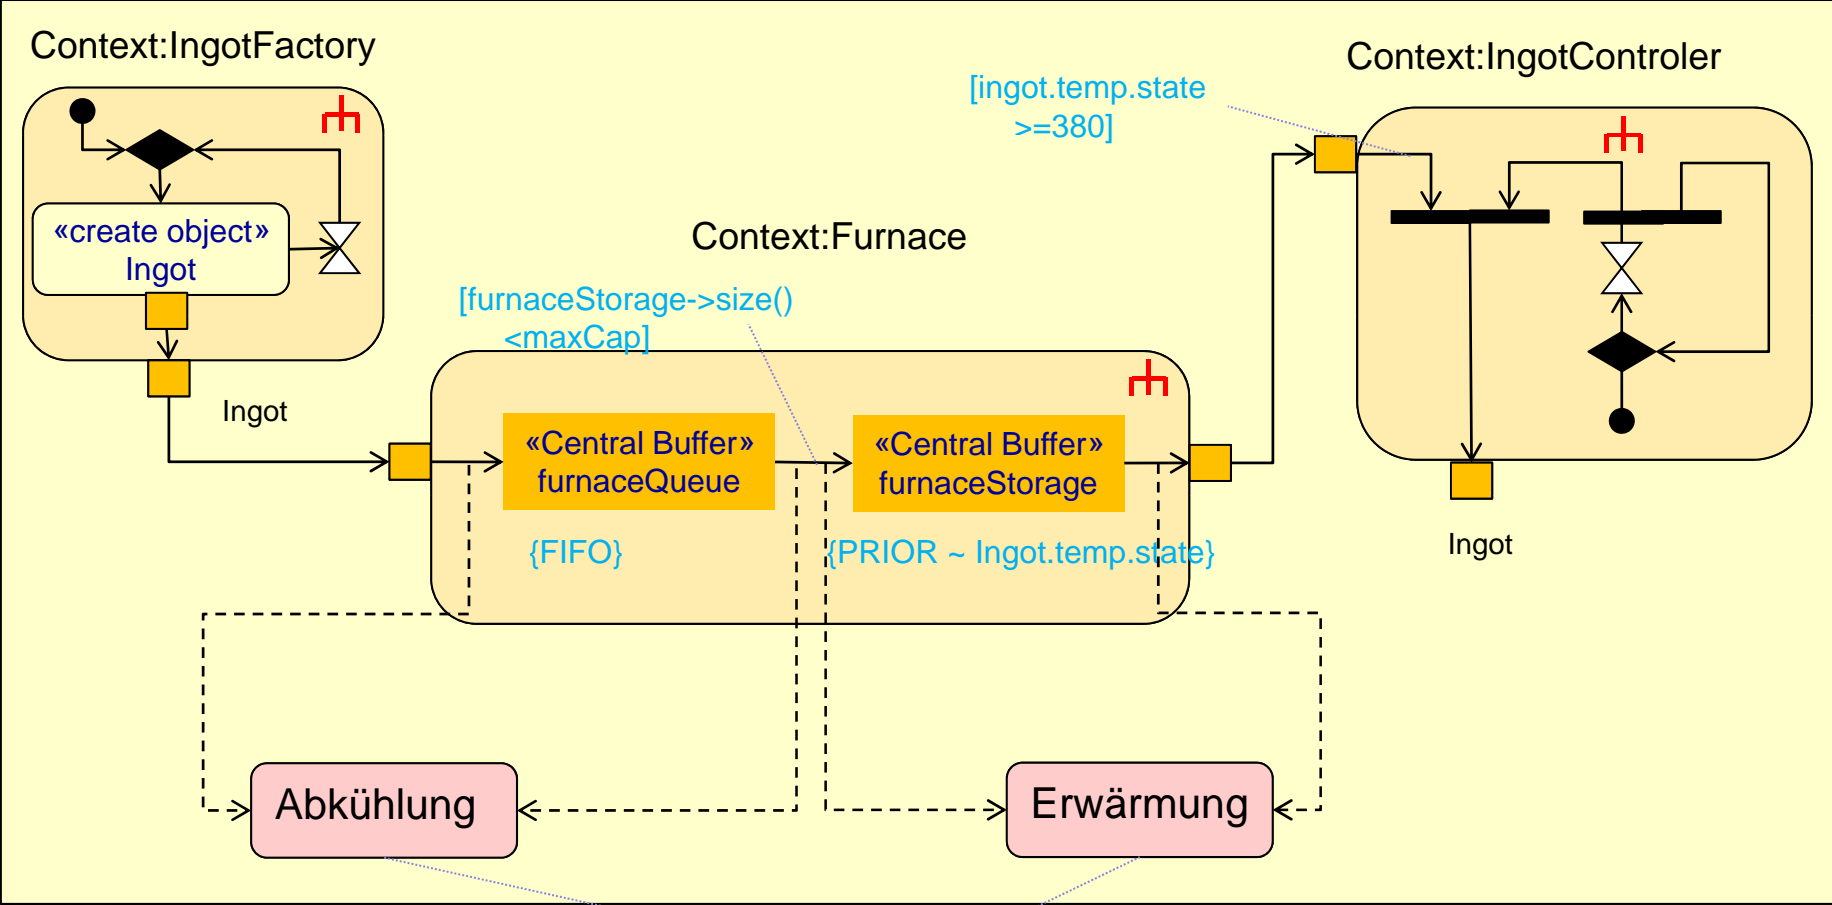 Context:IngotFactory
Context:IngotControler
[ingot.temp.state
>=380]
«create object»
Ingot
Context:Furnace
[furnaceStorage->size()
<maxCap]
Ingot
«Central Buffer»
furnaceQueue
«Central Buffer»
furnaceStorage
{FIFO}
{PRIOR ~ Ingot.temp.state}
Ingot
Abkühlung
Erwärmung